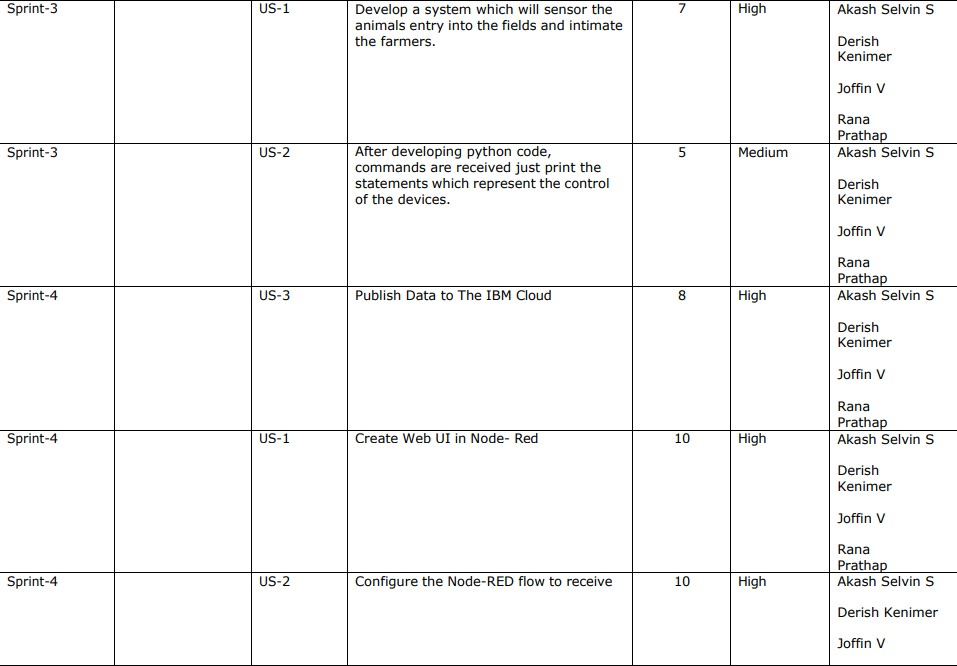 Sprint-3 US-1 Develop a system which will sensor the 7 High Akash Selvin S
animals entry into the fields and intimate
the farmers.
Derish
Kenimer
Joffin V
Rana
Prathap
Sprint-3 US-2 After developing python code, 5 Medium Akash Selvin S
commands are received just print the
statements which represent the control
of the devices.
Derish
Kenimer
Joffin V
Rana
Prathap
Sprint-4 US-3 Publish Data to The IBM Cloud 8 High Akash Selvin S
Derish
Kenimer
Joffin V
Rana
Prathap
Sprint-4 US-1 Create Web UI in Node- Red 10 High Akash Selvin S
Derish
Kenimer
Joffin V
Rana
Prathap
Sprint-4 US-2 Configure the Node-RED flow to receive 10 High Akash Selvin S
Derish Kenimer
Joffin V